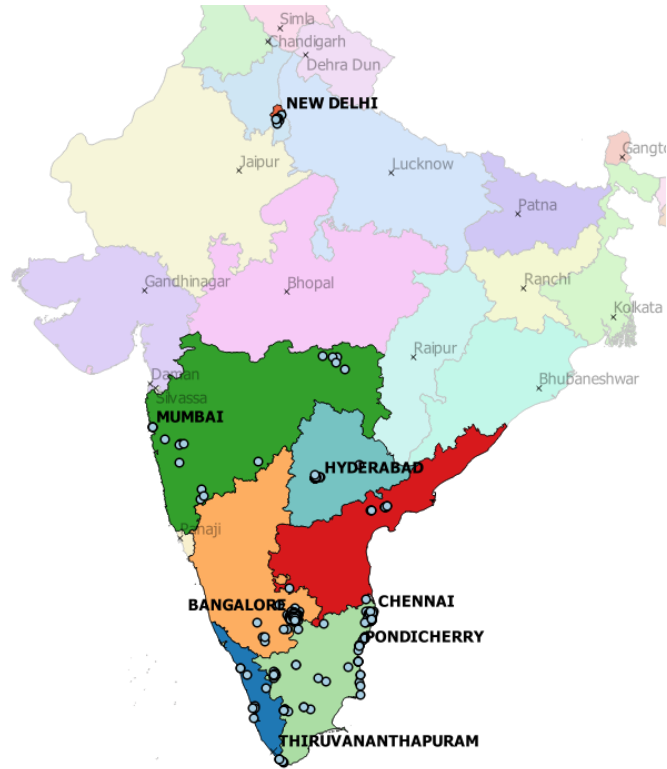 Simla
Chandigarh
Dehra Dun
NEW DELHI
Gangto
Jaipur
Lucknow
Patna
Gandhinagar
Bhopal
Ranchi
Kolkata
Raipur
Daman
Silvassa
Bhubaneshwar
MUMBAI
HYDERABAD
Panaji
BANGALORE
CHENNAI
PONDICHERRY
THIRUVANANTHAPURAM